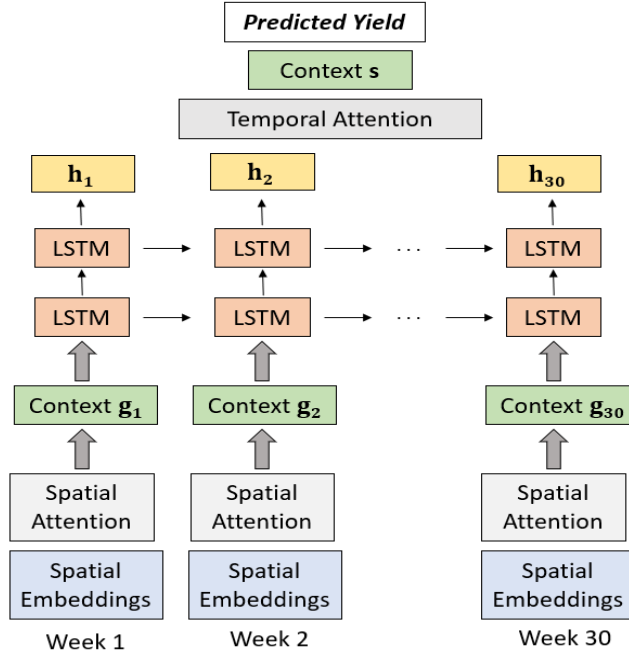 Predicted Yield
Context s
Temporal Attention
h1 h2 h30
LSTM LSTM ... LSTM
LSTM LSTM ... LSTM
Context g1 Context g2 Context g30
Spatial Attention Spatial Attention Spatial Attention
Spatial Embeddings Spatial Embeddings Spatial Embeddings
Week 1 Week 2 Week 30